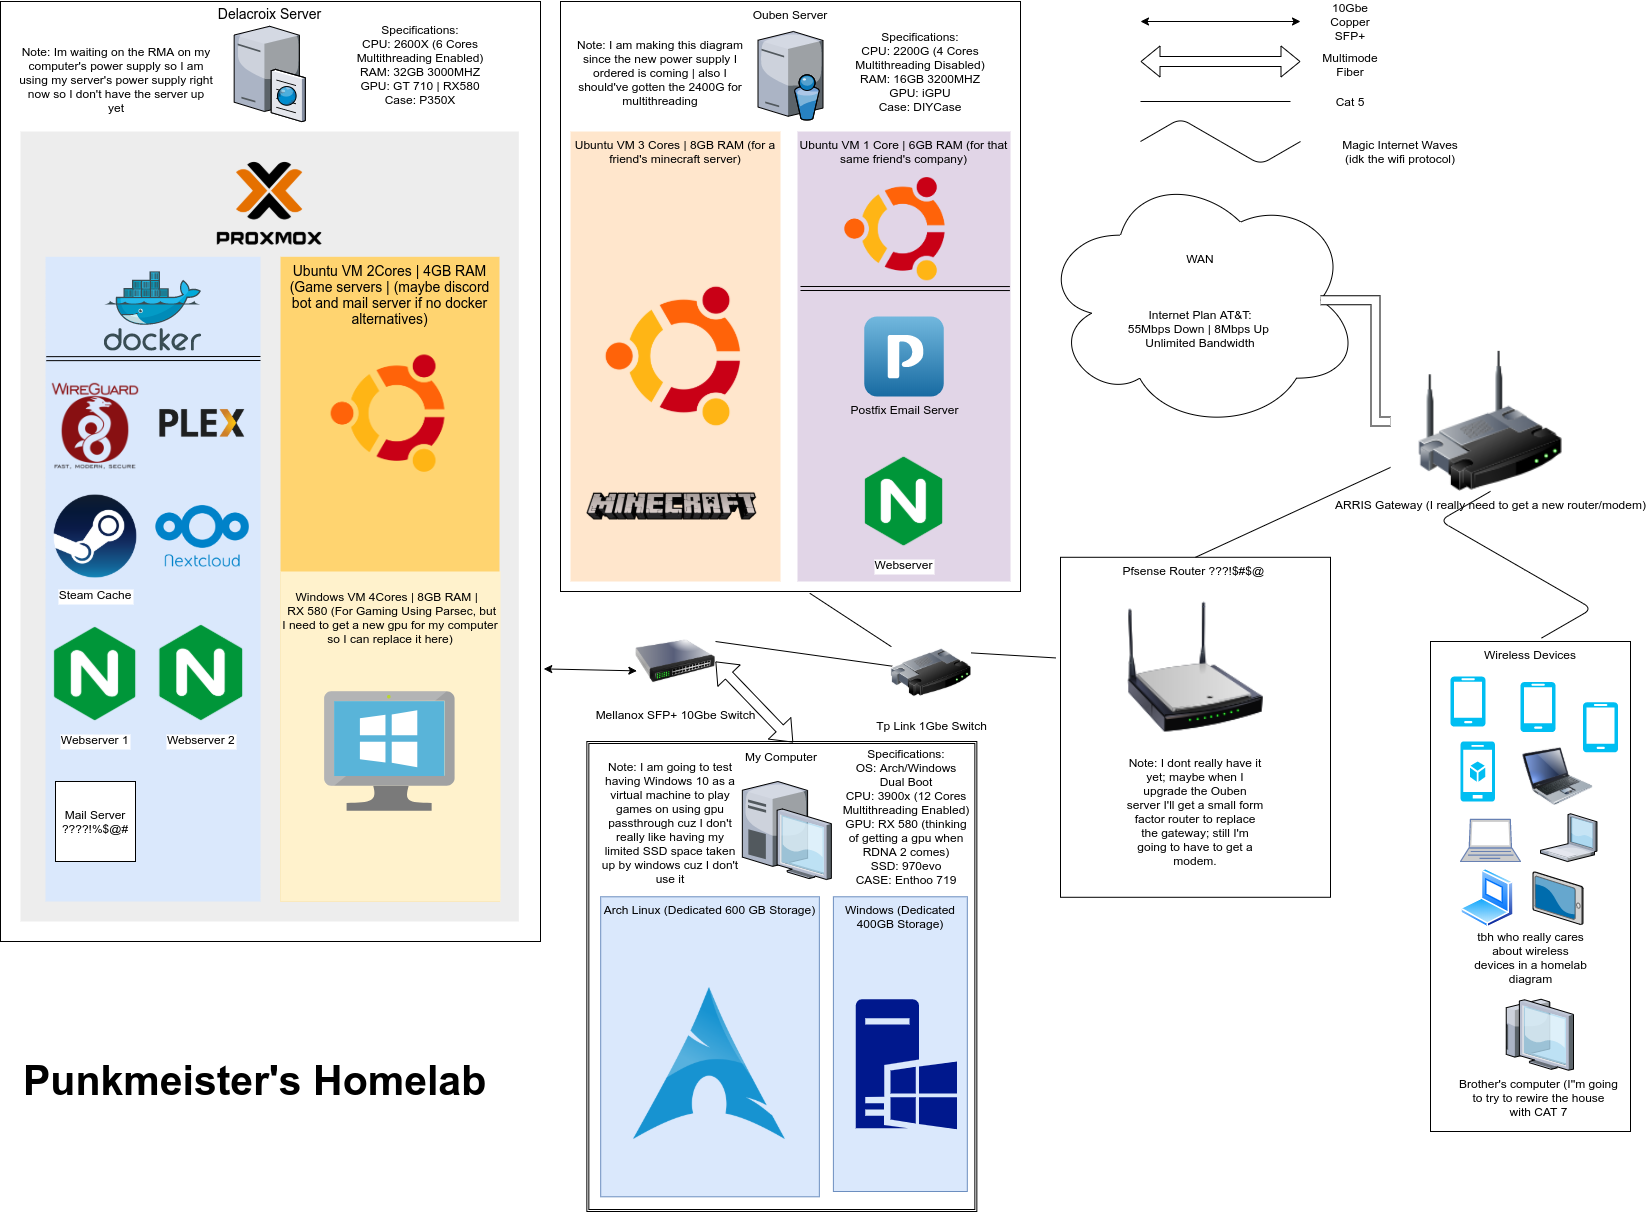 Delacroix Server
Note: Im waiting on the RMA on my
computer's power supply so I am
using my server's power supply right
now so I don't have the server up
yet
Specifications:
CPU: 2600X (6 Cores
Multithreading Enabled)
RAM: 32GB 3000MHZ
GPU: GT 710 | RX580
Case: P350X
PROXMOX
docker
WIREGUARD
FAST, MODERN, SECURE
PLEX
Steam Cache
Nextcloud
Webserver 1
Webserver 2
Mail Server
????!%$@#
Ubuntu VM 2Cores | 4GB RAM
(Game servers | (maybe discord
bot and mail server if no docker
alternatives)
Windows VM 4Cores | 8GB RAM |
RX 580 (For Gaming Using Parsec, but
I need to get a new gpu for my computer
so I can replace it here)
Ouben Server
Note: I am making this diagram
since the new power supply I
ordered is coming | also I
should've gotten the 2400G for
multithreading
Specifications:
CPU: 2200G (4 Cores
Multithreading Disabled)
RAM: 16GB 3200MHZ
GPU: iGPU
Case: DIYCase
Ubuntu VM 3 Cores | 8GB RAM (for a
friend's minecraft server)
MINECRAFT
Ubuntu VM 1 Core | 6GB RAM (for that
same friend's company)
P
Postfix Email Server
N
Webserver
10Gbe
Copper
SFP+
Multimode
Fiber
Cat 5
Magic Internet Waves
(idk the wifi protocol)
WAN
Internet Plan AT&T:
55Mbps Down | 8Mbps Up
Unlimited Bandwidth
ARRIS Gateway (I really need to get a new router/modem)
Mellanox SFP+ 10Gbe Switch
Tp Link 1Gbe Switch
Pfsense Router ???!$#$@
Note: I dont really have it
yet; maybe when I
upgrade the Ouben
server I'll get a small form
factor router to replace
the gateway; still I'm
going to have to get a
modem.
My Computer
Note: I am going to test
having Windows 10 as a
virtual machine to play
games on using gpu
passthrough cuz I don't
really like having my
limited SSD space taken
up by windows cuz I don't
use it
Specifications:
OS: Arch/Windows
Dual Boot
CPU: 3900x (12 Cores
Multithreading Enabled)
GPU: RX 580 (thinking
of getting a gpu when
RDNA 2 comes)
SSD: 970evo
CASE: Enthoo 719
Arch Linux (Dedicated 600 GB Storage)
Windows (Dedicated
400GB Storage)
Wireless Devices
tbh who really cares
about wireless
devices in a homelab
diagram
Brother's computer (I"m going
to try to rewire the house
with CAT 7
Punkmeister's Homelab